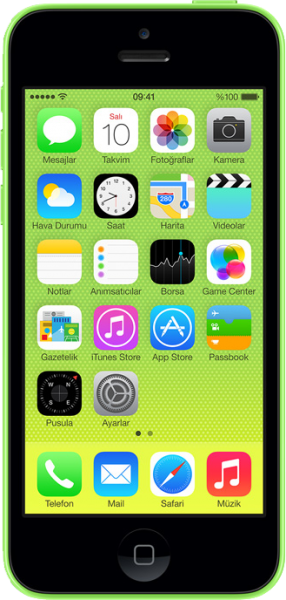 09:41
%100
Salı
10
Mesajlar Takvim Fotoğraflar Kamera
280
Hava Durumu Saat Harita Videolar
Notlar Anımsatıcılar Borsa Game Center
Gazetelik iTunes Store App Store Passbook
N
W E
S
Pusula Ayarlar
Telefon Mail Safari Müzik